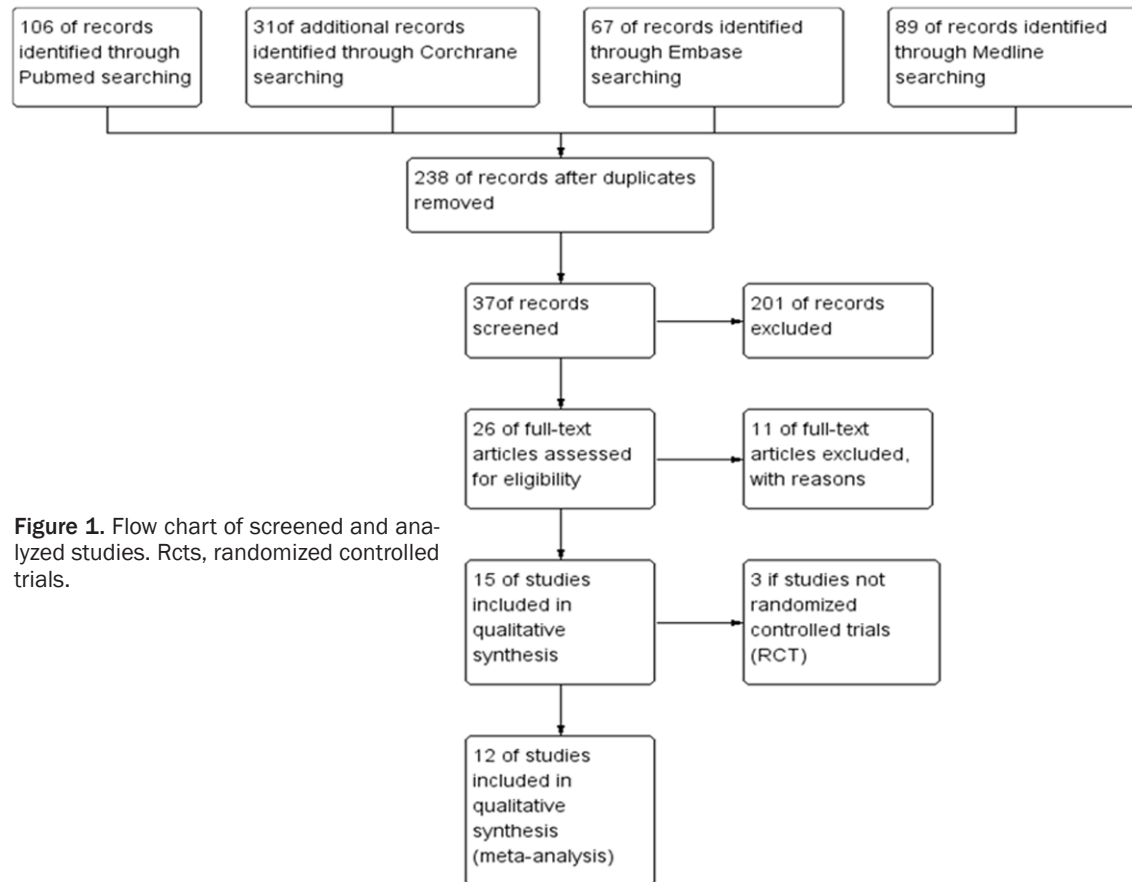 106 of records
identified through
Pubmed searching
31of additional records
identified through Corchrane
searching
67 of records identified
through Embase
searching
89 of records identified
through Medline
searching
238 of records after duplicates
removed
37of records
screened
201 of records
excluded
26 of full-text
articles assessed
for eligibility
11 of full-text
articles excluded,
with reasons
Figure 1. Flow chart of screened and ana-
lyzed studies. Rcts, randomized controlled
trials.
15 of studies
included in
qualitative
synthesis
3 if studies not
randomized
controlled trials
(RCT)
12 of studies
included in
qualitative
synthesis
(meta-analysis)